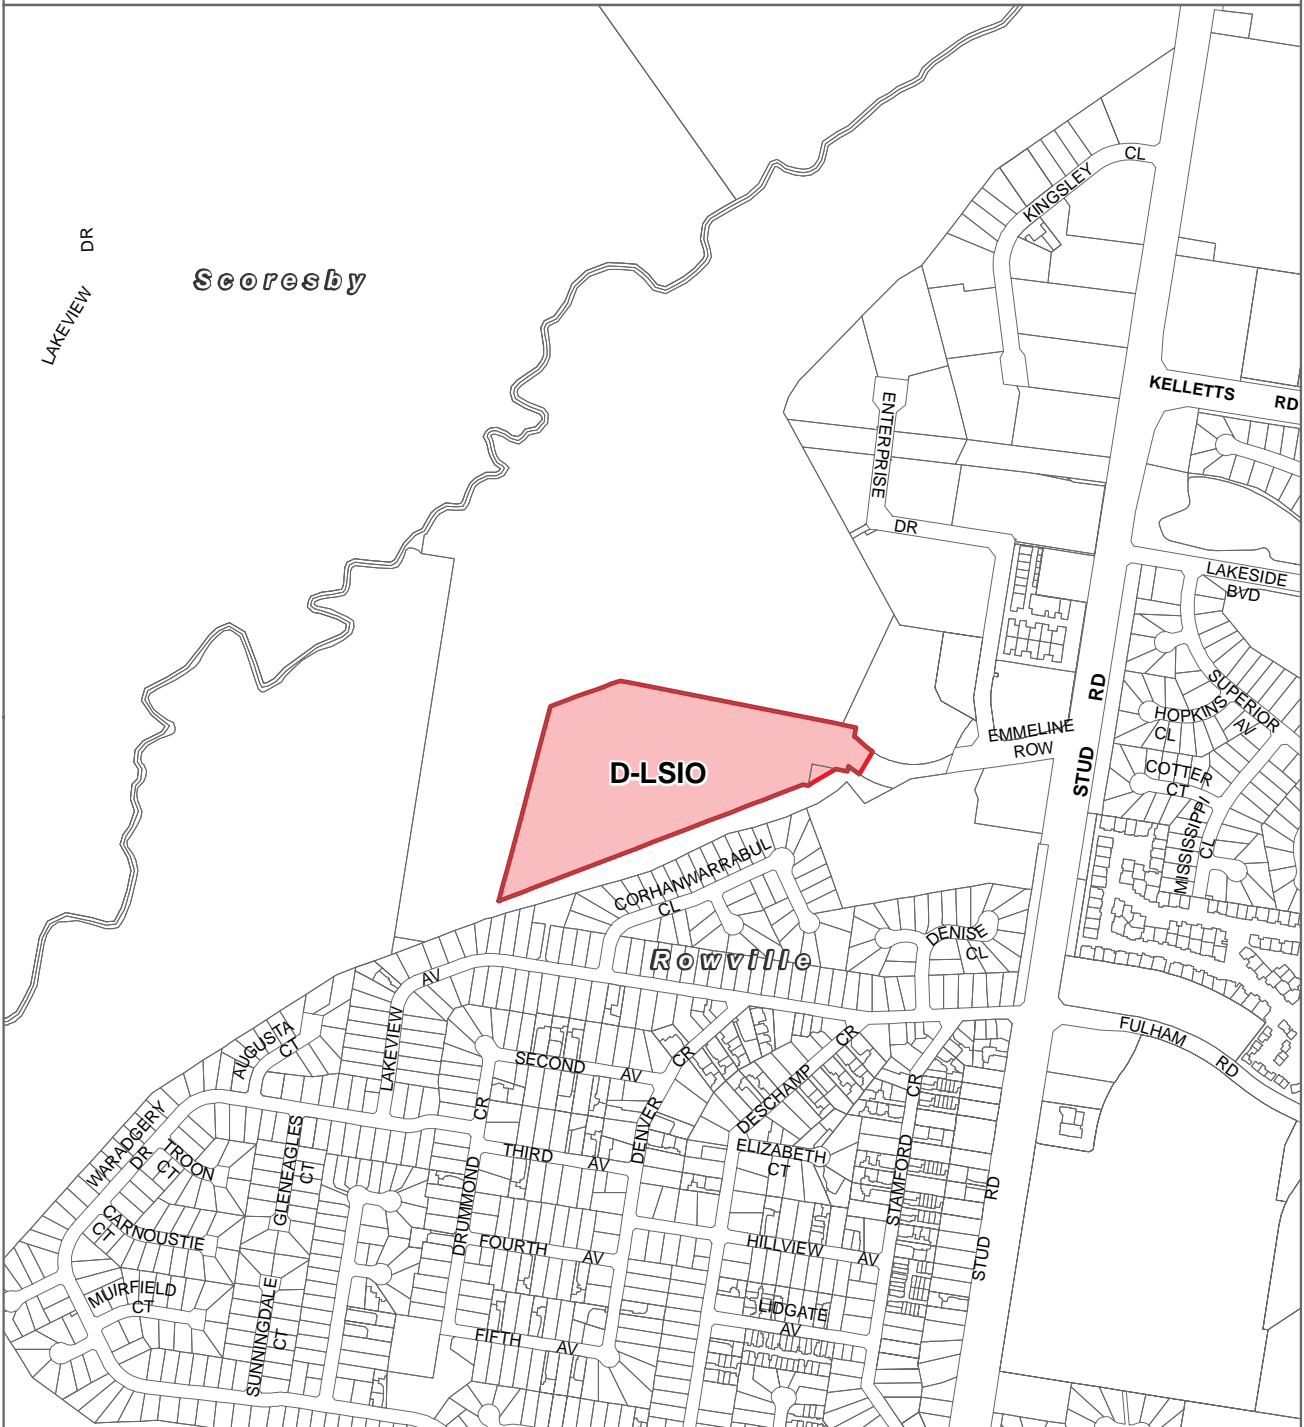 CL
KINGSLEY
DR
LAKEVIEW
Scoresby
KELLETTS RD
ENTERPRISE
DR
LAKESIDE
BVD
STUD RD
SUPERIOR
AV
HOPKINS
CL
EMMELINE
ROW
COTTER
CT
D-LSIO
MISSISSIPPI
CL
CORHANWARRABUL
CL
Rowville
DENISE
CL
AV
LAKEVIEW
AUGUSTA
CT
FULHAM RD
SECOND AV
CR
DENVER
DESCHAMP
CR
CR
STAMFORD
CR
DRUMMOND
WARADGERY
DR
TROON
CT
GLENEAGLES
CT
THIRD AV
ELIZABETH
CT
RD
STUD
CARNOUSTIE
CT
FOURTH AV
HILLVIEW AV
MUIRFIELD
CT
SUNNINGDALE
CT
LIDGATE
AV
FIFTH AV